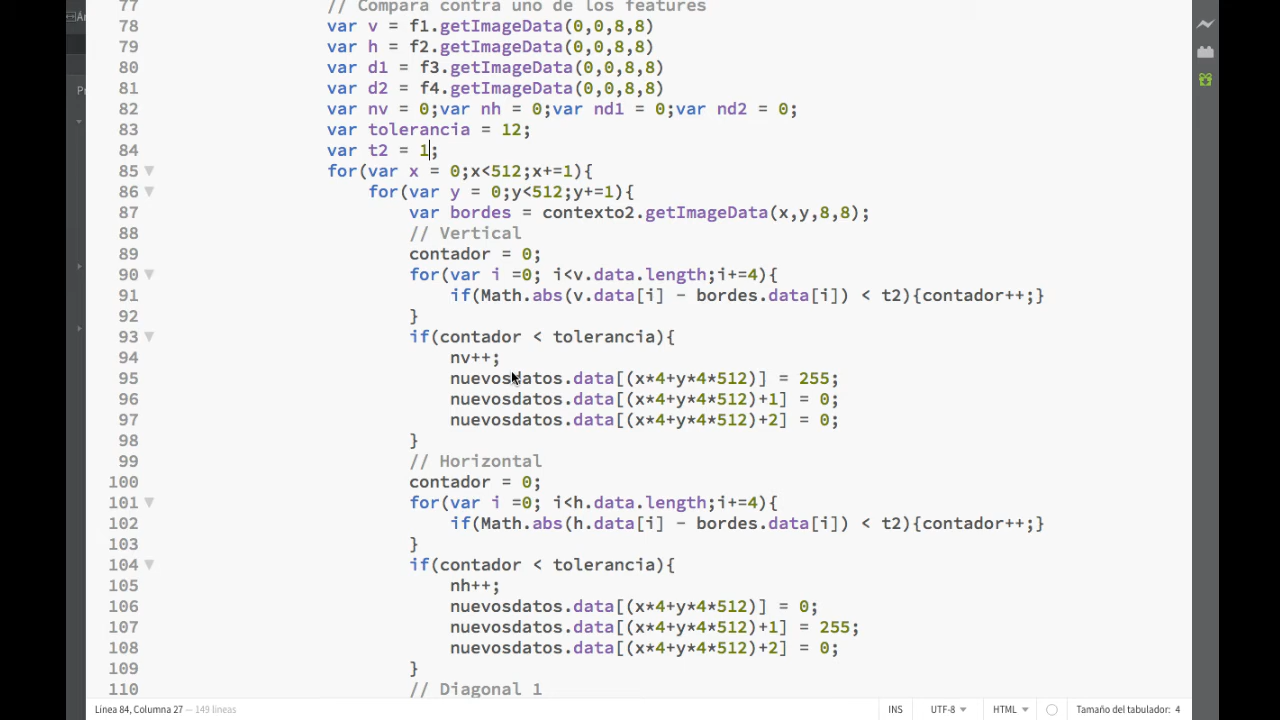 Ár
P
77 // Compara contra uno de los features
78 var v = f1.getImageData(0,0,8,8)
79 var h = f2.getImageData(0,0,8,8)
80 var d1 = f3.getImageData(0,0,8,8)
81 var d2 = f4.getImageData(0,0,8,8)
82 var nv = 0;var nh = 0;var nd1 = 0;var nd2 = 0;
83 var tolerancia = 12;
84 var t2 = 1;
85 for(var x = 0;x<512;x+=1){
86 for(var y = 0;y<512;y+=1){
87 var bordes = contexto2.getImageData(x,y,8,8);
88 // Vertical
89 contador = 0;
90 for(var i =0; i<v.data.length;i+=4){
91 if(Math.abs(v.data[i] - bordes.data[i]) < t2){contador++;}
92 }
93 if(contador < tolerancia){
94 nv++;
95 nuevosdatos.data[(x*4+y*4*512)] = 255;
96 nuevosdatos.data[(x*4+y*4*512)+1] = 0;
97 nuevosdatos.data[(x*4+y*4*512)+2] = 0;
98 }
99 // Horizontal
100 contador = 0;
101 for(var i =0; i<h.data.length;i+=4){
102 if(Math.abs(h.data[i] - bordes.data[i]) < t2){contador++;}
103 }
104 if(contador < tolerancia){
105 nh++;
106 nuevosdatos.data[(x*4+y*4*512)] = 0;
107 nuevosdatos.data[(x*4+y*4*512)+1] = 255;
108 nuevosdatos.data[(x*4+y*4*512)+2] = 0;
109 }
110 // Diagonal 1
Línea 84, Columna 27 — 149 líneas INS UTF-8 HTML Tamaño del tabulador: 4